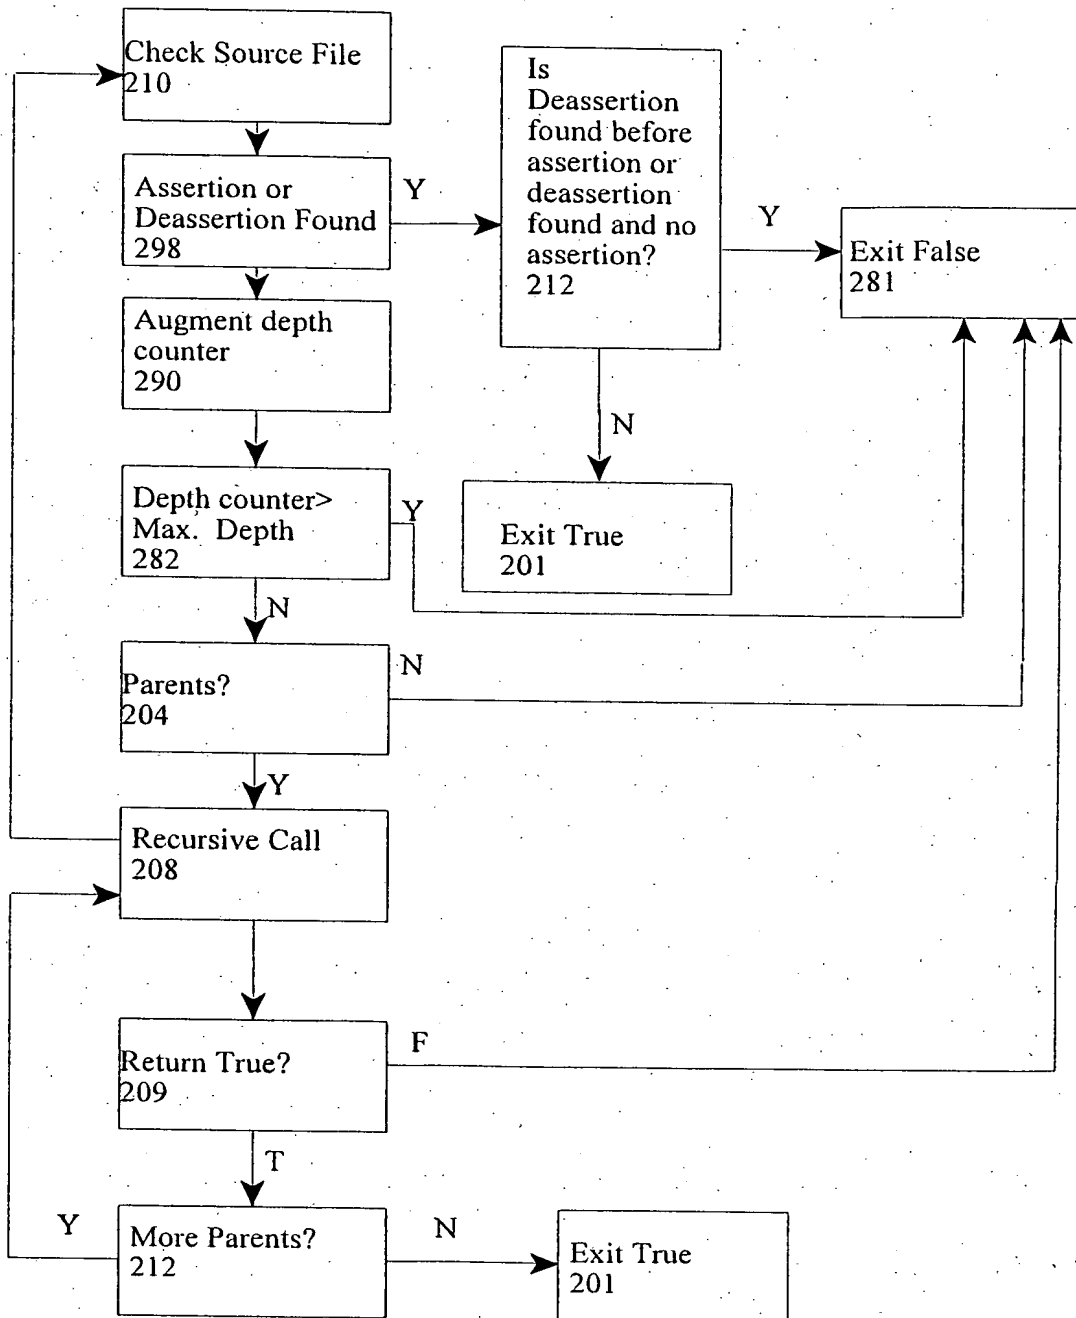 Check Source File
210
Assertion or
Deassertion Found
298
Y
Is
Deassertion
found before
assertion or
deassertion
found and no
assertion?
212
Y
Exit False
281
Augment depth
counter
290
N
Depth counter>
Max. Depth
282
Y
Exit True
201
N
Parents?
204
N
Y
Recursive Call
208
Return True?
209
F
T
Y
More Parents?
212
N
Exit True
201